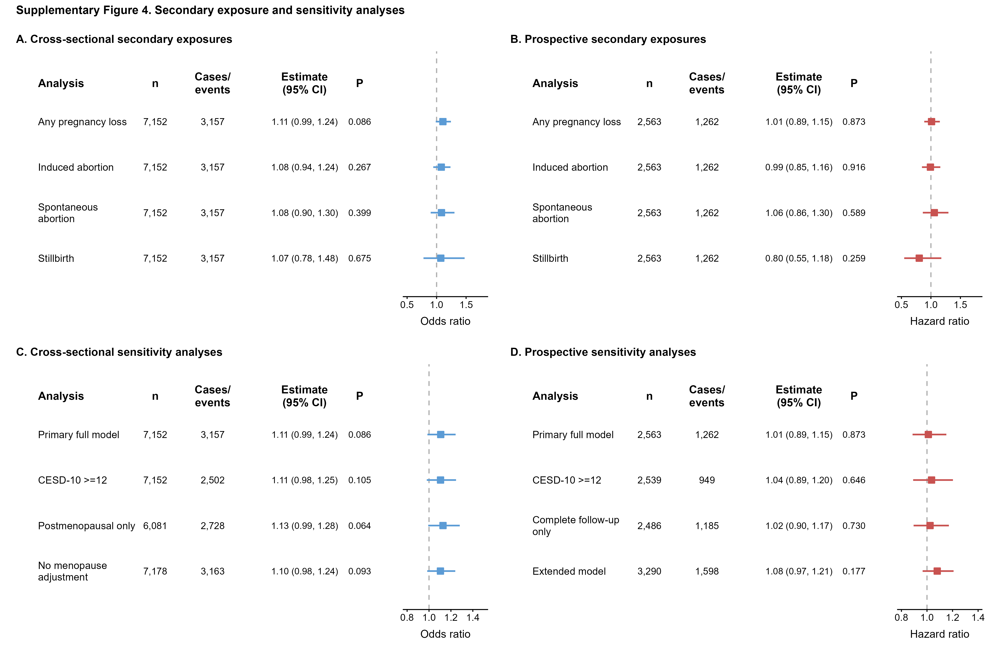 Supplementary Figure 4. Secondary exposure and sensitivity analyses
A. Cross-sectional secondary exposures
Analysis n Cases/ events Estimate (95% CI) P
Any pregnancy loss 7,152 3,157 1.11 (0.99, 1.24) 0.086
Induced abortion 7,152 3,157 1.08 (0.94, 1.24) 0.267
Spontaneous abortion 7,152 3,157 1.08 (0.90, 1.30) 0.399
Stillbirth 7,152 3,157 1.07 (0.78, 1.48) 0.675
0.5 1.0 1.5
Odds ratio
B. Prospective secondary exposures
Analysis n Cases/ events Estimate (95% CI) P
Any pregnancy loss 2,563 1,262 1.01 (0.89, 1.15) 0.873
Induced abortion 2,563 1,262 0.99 (0.85, 1.16) 0.916
Spontaneous abortion 2,563 1,262 1.06 (0.86, 1.30) 0.589
Stillbirth 2,563 1,262 0.80 (0.55, 1.18) 0.259
0.5 1.0 1.5
Hazard ratio
C. Cross-sectional sensitivity analyses
Analysis n Cases/ events Estimate (95% CI) P
Primary full model 7,152 3,157 1.11 (0.99, 1.24) 0.086
CESD-10 >=12 7,152 2,502 1.11 (0.98, 1.25) 0.105
Postmenopausal only 6,081 2,728 1.13 (0.99, 1.28) 0.064
No menopause adjustment 7,178 3,163 1.10 (0.98, 1.24) 0.093
0.8 1.0 1.2 1.4
Odds ratio
D. Prospective sensitivity analyses
Analysis n Cases/ events Estimate (95% CI) P
Primary full model 2,563 1,262 1.01 (0.89, 1.15) 0.873
CESD-10 >=12 2,539 949 1.04 (0.89, 1.20) 0.646
Complete follow-up only 2,486 1,185 1.02 (0.90, 1.17) 0.730
Extended model 3,290 1,598 1.08 (0.97, 1.21) 0.177
0.8 1.0 1.2 1.4
Hazard ratio